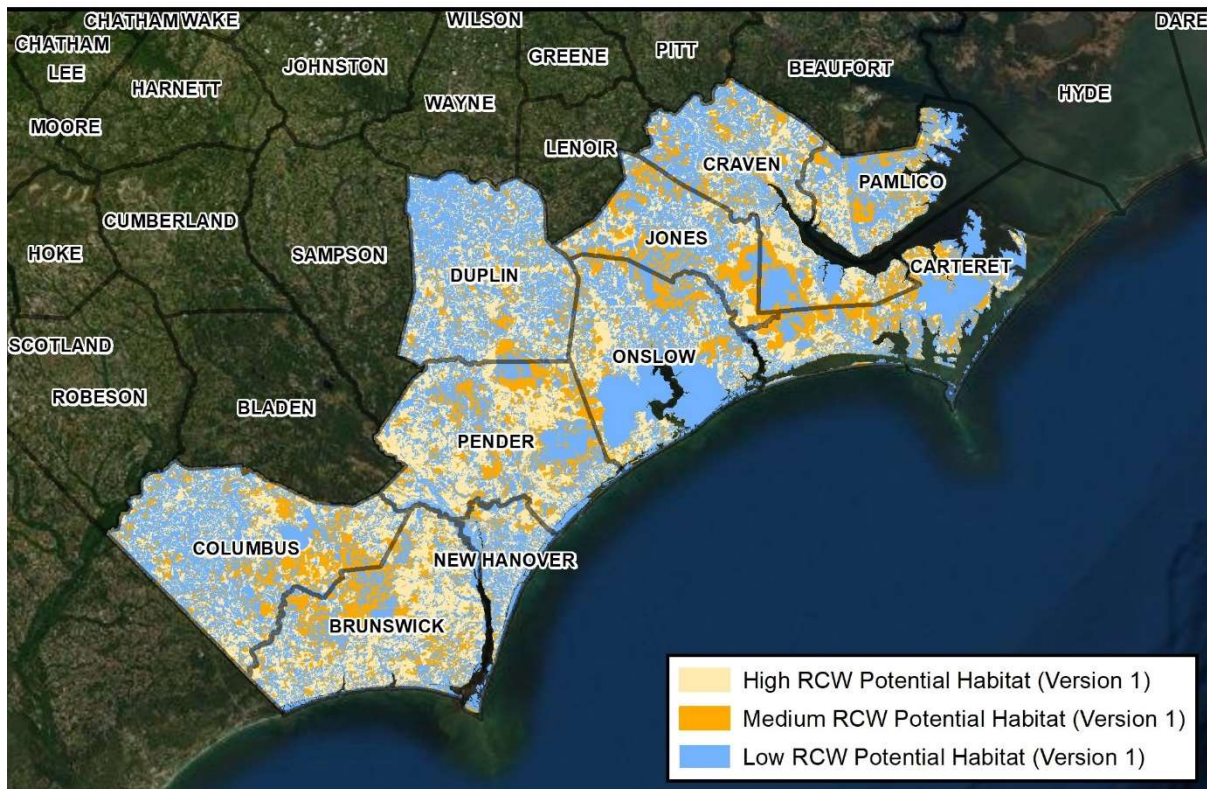 CHATHAM
WAKE
WILSON
DARE
CHATHAM
LEE
JOHNSTON
GREENE
PITT
BEAUFORT
HYDE
HARNETT
WAYNE
MOORE
LENOIR
CRAVEN
PAMLICO
CUMBERLAND
HOKE
SAMPSON
JONES
DUPLIN
CARTERET
SCOTLAND
ONSLOW
ROBESON
BLADEN
PENDER
COLUMBUS
NEW HANOVER
BRUNSWICK
High RCW Potential Habitat (Version 1)
Medium RCW Potential Habitat (Version 1)
Low RCW Potential Habitat (Version 1)